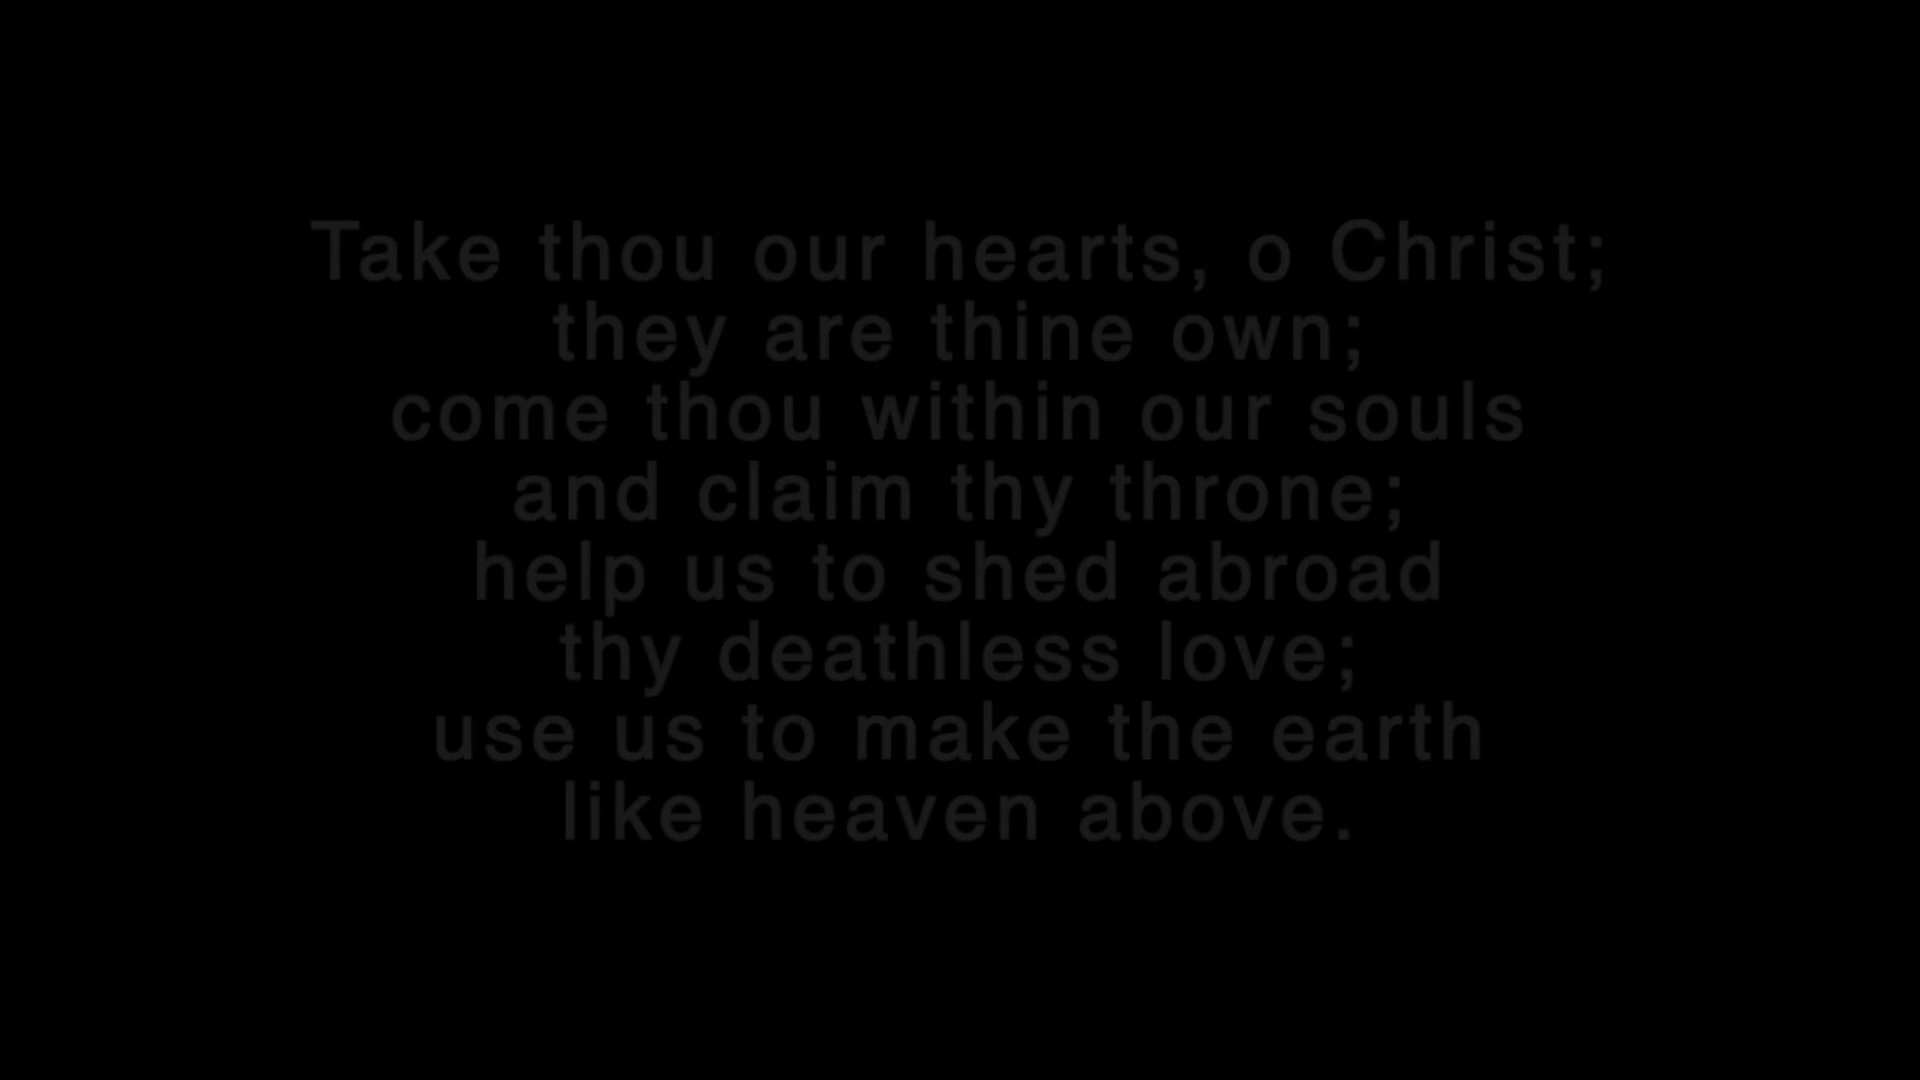 Take thou our hearts, o Christ;
they are thine own;
come thou within our souls
and claim thy throne;
help us to shed abroad
thy deathless love;
use us to make the earth
like heaven above.